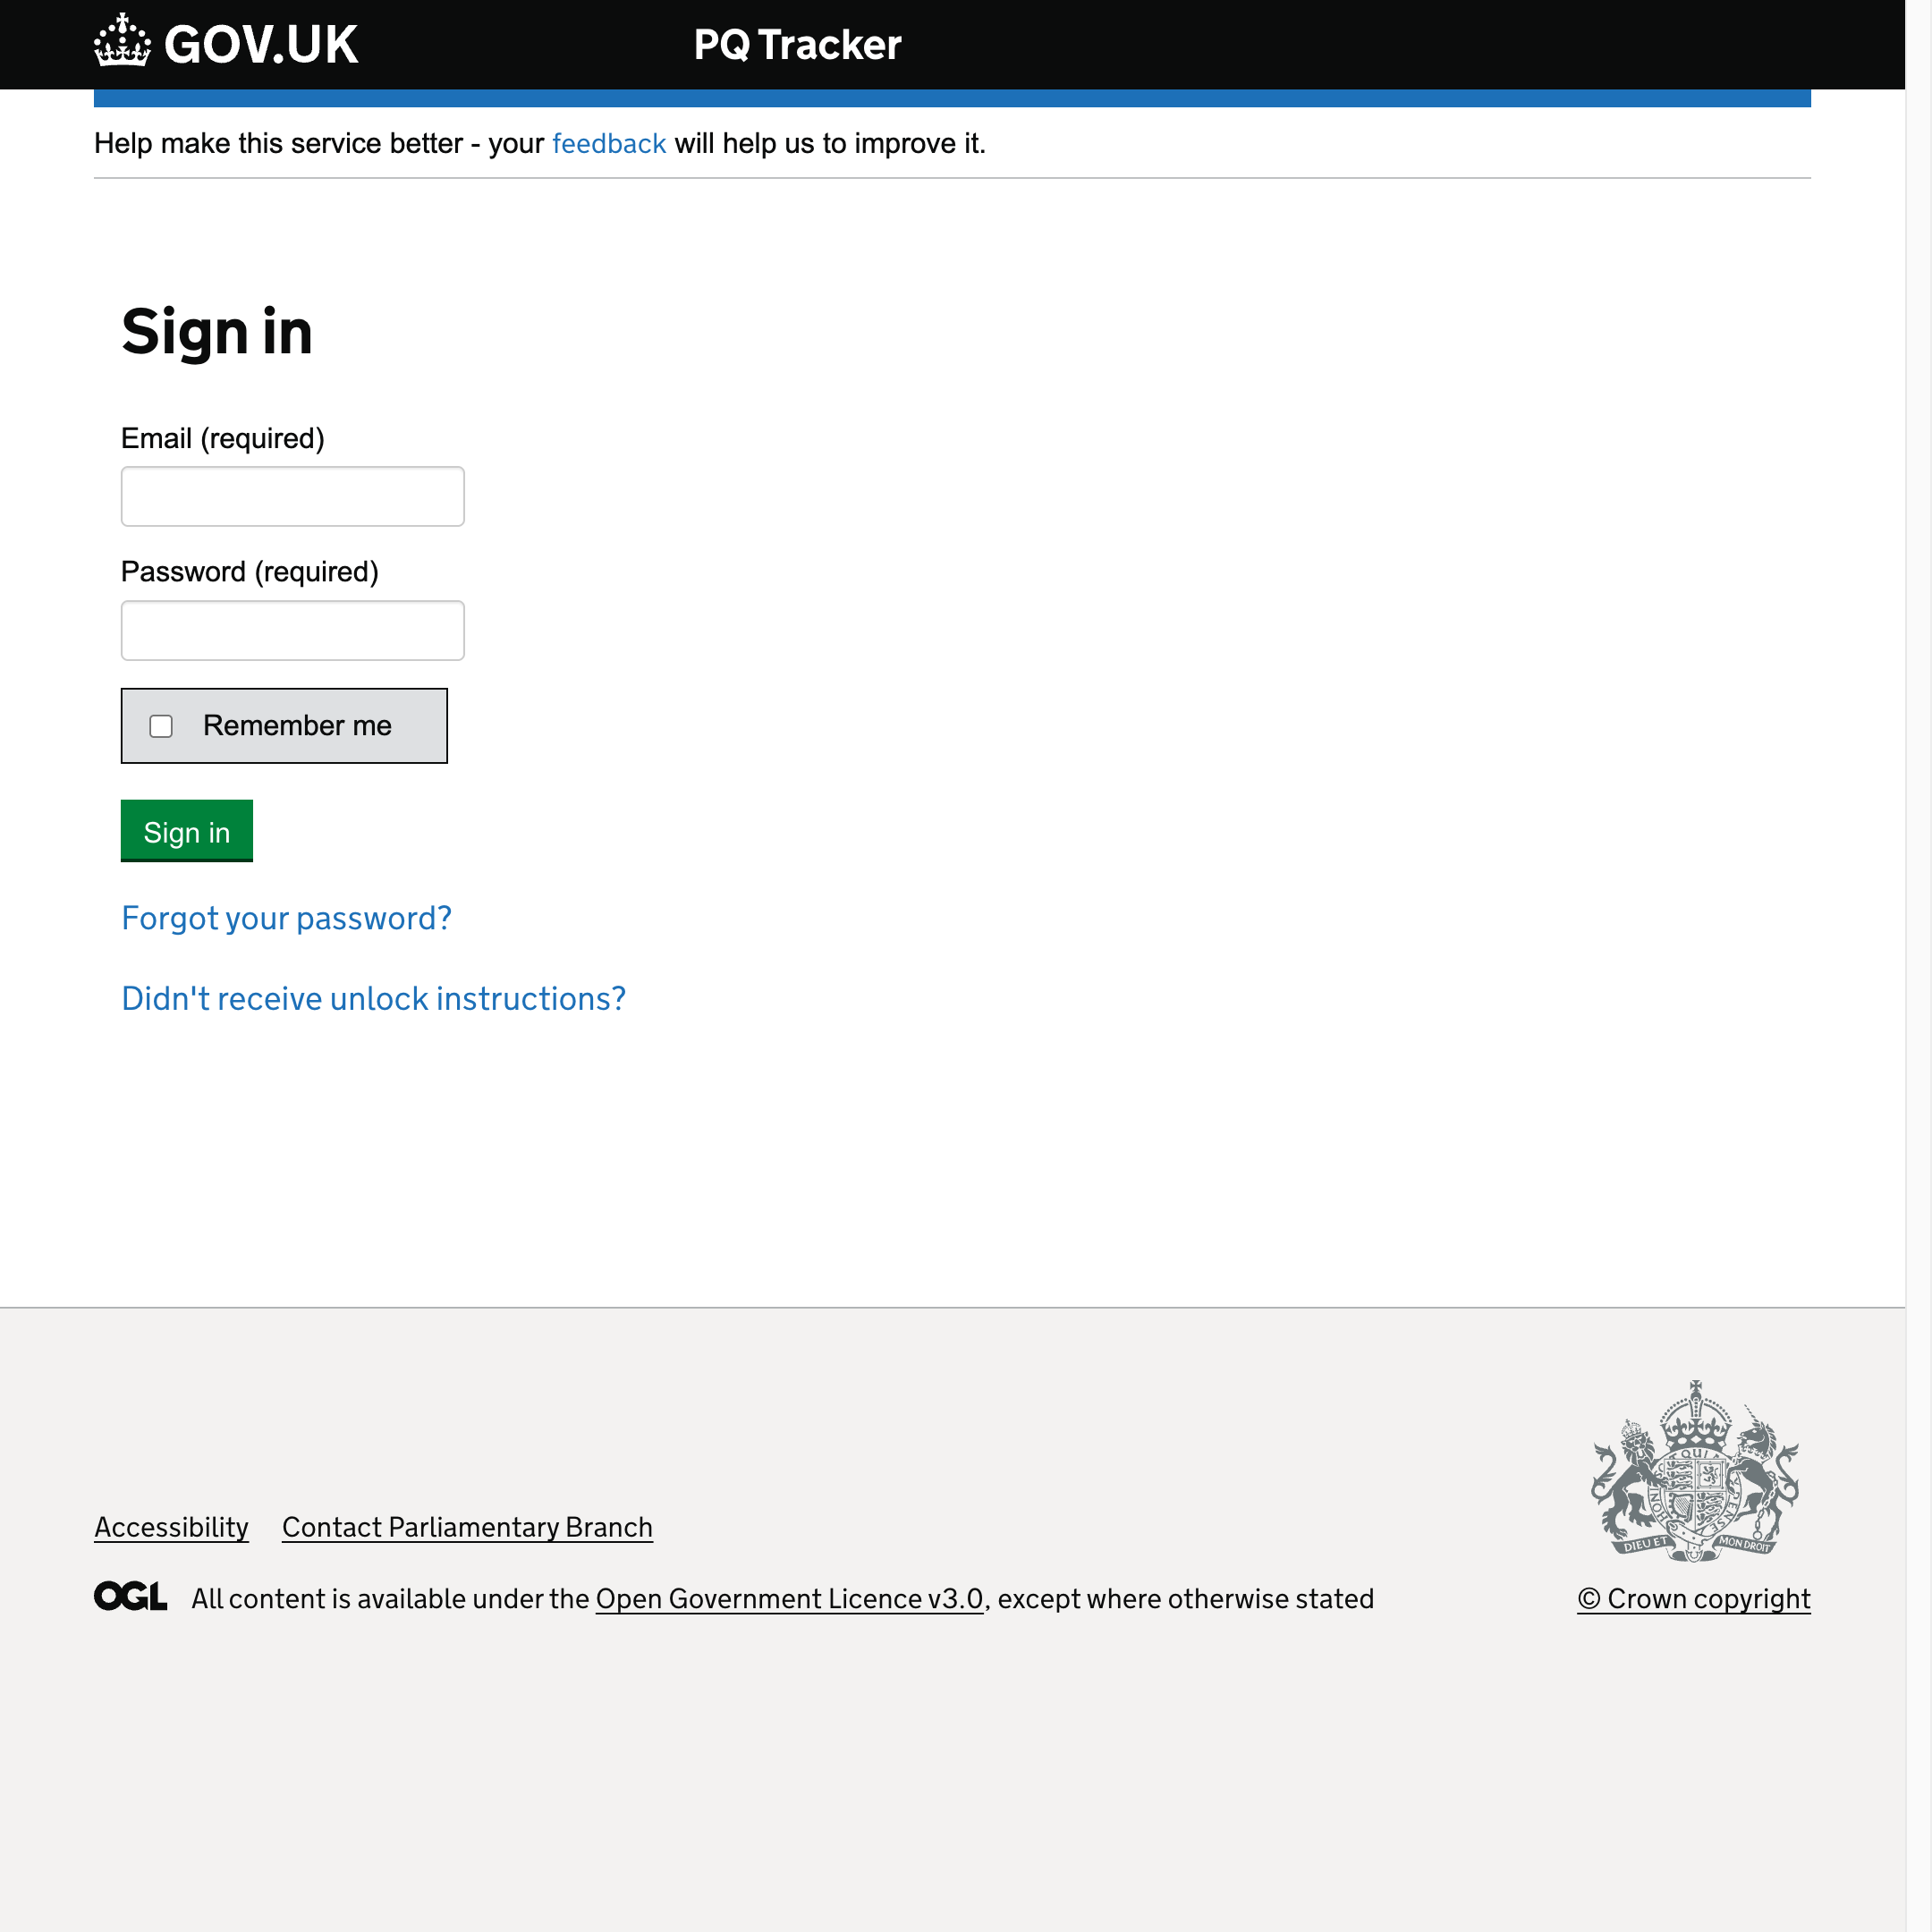 GOV.UK
PQ Tracker
Help make this service better - your feedback will help us to improve it.
Sign in
Email (required)
Password (required)
Remember me
Sign in
Forgot your password?
Didn't receive unlock instructions?
Accessibility Contact Parliamentary Branch
DIEU ET MON DROIT
OGL All content is available under the Open Government Licence v3.0, except where otherwise stated
© Crown copyright